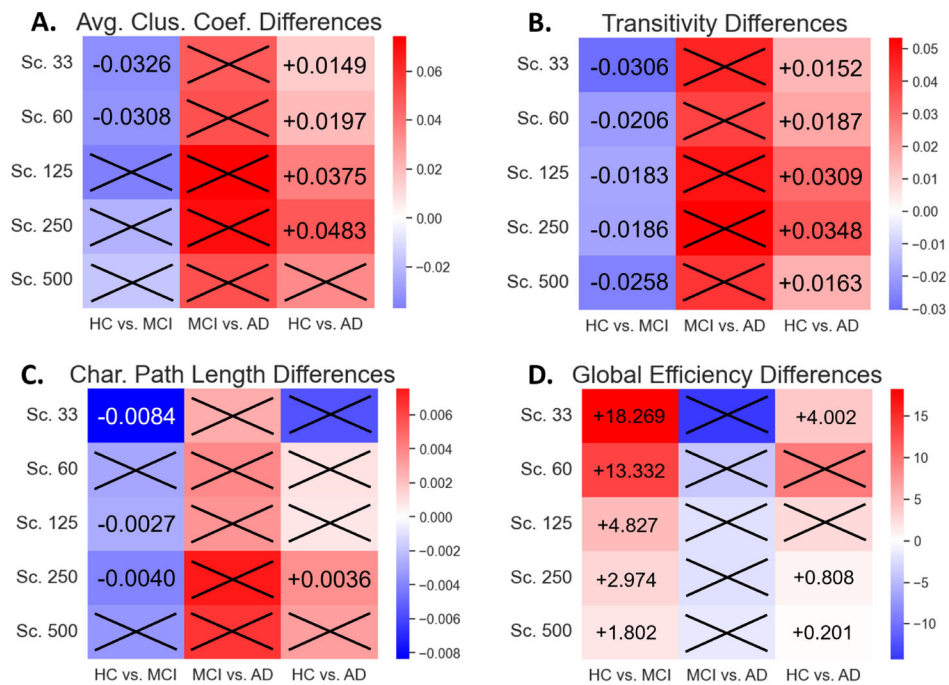 A. Avg. Clus. Coef. Differences
Sc. 33 -0.0326 +0.0149
Sc. 60 -0.0308 +0.0197
Sc. 125 +0.0375
Sc. 250 +0.0483
Sc. 500
HC vs. MCI MCI vs. AD HC vs. AD
0.06
0.04
0.02
0.00
−0.02
B. Transitivity Differences
Sc. 33 -0.0306 +0.0152
Sc. 60 -0.0206 +0.0187
Sc. 125 -0.0183 +0.0309
Sc. 250 -0.0186 +0.0348
Sc. 500 -0.0258 +0.0163
HC vs. MCI MCI vs. AD HC vs. AD
0.05
0.04
0.03
0.02
0.01
0.00
−0.01
−0.02
−0.03
C. Char. Path Length Differences
Sc. 33 -0.0084
Sc. 60
Sc. 125 -0.0027
Sc. 250 -0.0040 +0.0036
Sc. 500
HC vs. MCI MCI vs. AD HC vs. AD
0.006
0.004
0.002
0.000
−0.002
−0.004
−0.006
−0.008
D. Global Efficiency Differences
Sc. 33 +18.269 +4.002
Sc. 60 +13.332
Sc. 125 +4.827
Sc. 250 +2.974 +0.808
Sc. 500 +1.802 +0.201
HC vs. MCI MCI vs. AD HC vs. AD
15
10
5
0
−5
−10